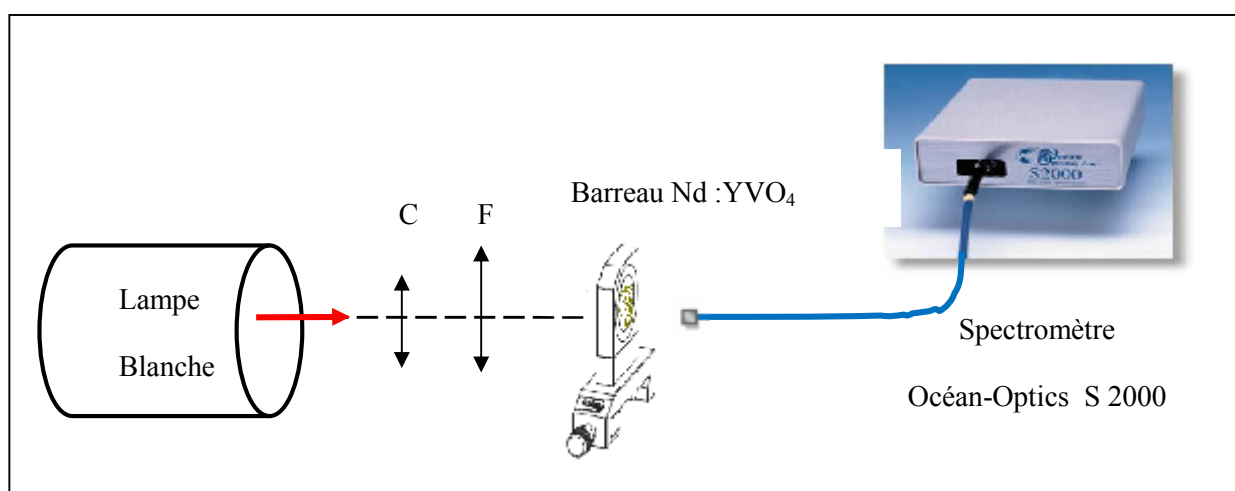 C
F
Barreau Nd :YVO₄
Lampe
Blanche
S2000
Spectromètre
Océan-Optics S 2000